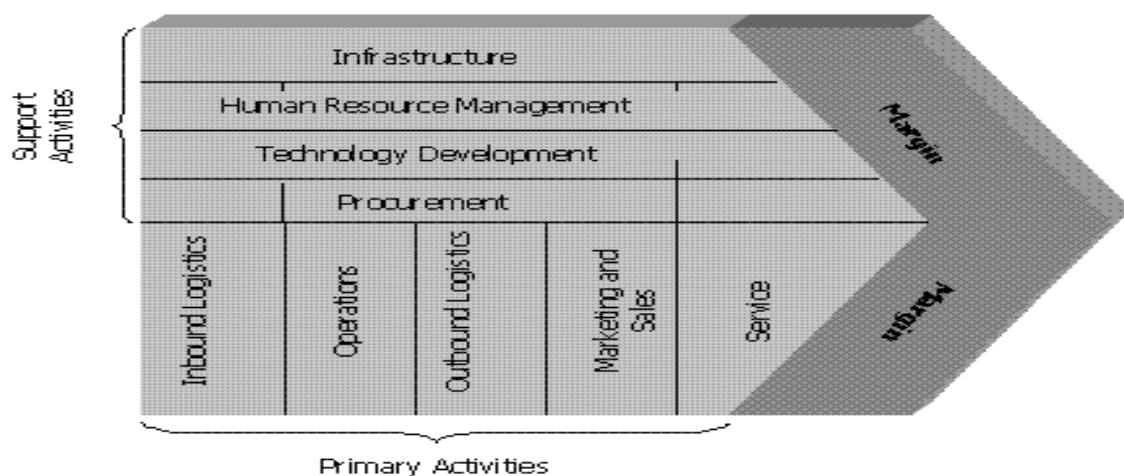 Support
Activities
Infrastructure
Human Resource Management
Technology Development
Procurement
Inbound Logistics
Operations
Outbound Logistics
Marketing and
Sales
Service
Margin
Margin
Primary Activities